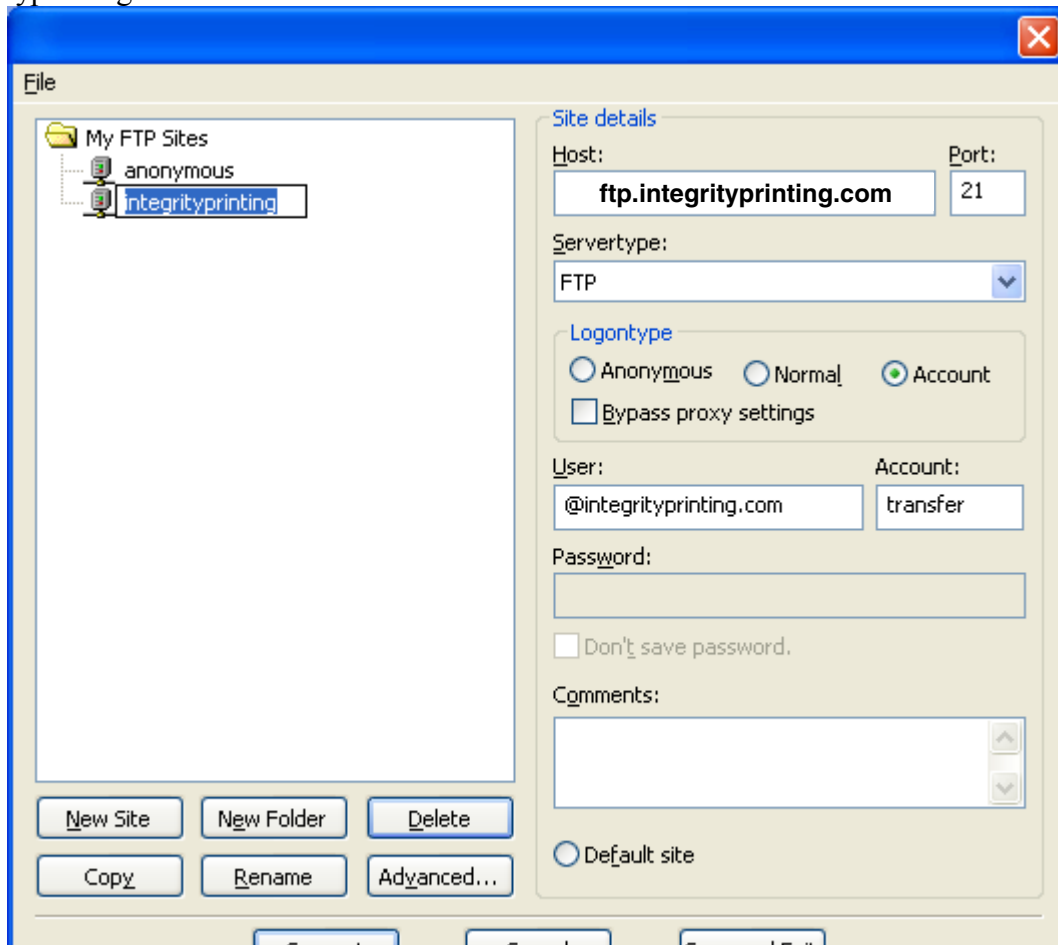 File
My FTP Sites
anonymous
integrityprinting
New Site New Folder Delete
Copy Rename Advanced...
Site details
Host: Port:
ftp.integrityprinting.com 21
Servertype:
FTP
Logontype
Anonymous Normal Account
Bypass proxy settings
User: Account:
@integrityprinting.com transfer
Password:
Don't save password.
Comments:
Default site